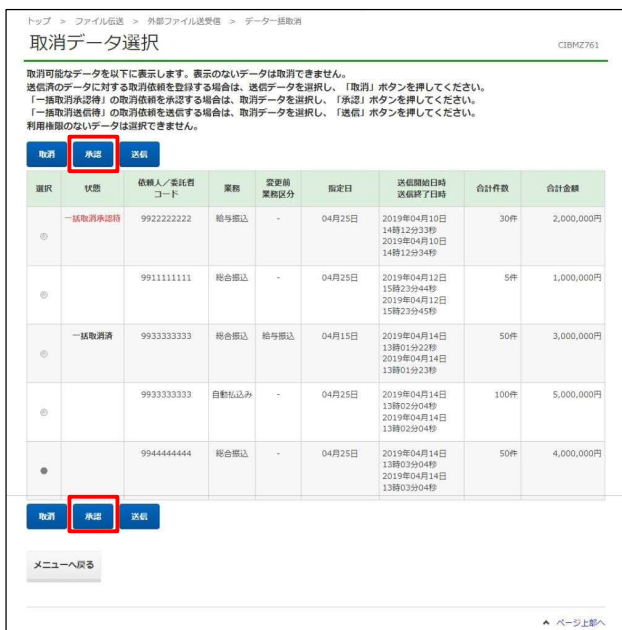 トップ > ファイル伝送 > 外部ファイル送受信 > データ一括取消
取消データ選択
CIBMZ761
取消可能なデータを以下に表示します。表示のないデータは取消できません。
送信済のデータに対する取消依頼を登録する場合は、送信データを選択し、「取消」ボタンを押してください。
「一括取消承認待」の取消依頼を承認する場合は、取消データを選択し、「承認」ボタンを押してください。
「一括取消送信待」の取消依頼を送信する場合は、取消データを選択し、「送信」ボタンを押してください。
利用権限のないデータは選択できません。
取消 承認 送信
選択 状態 依頼人/委託者 コード 業務 変更前 業務区分 指定日 送信開始日時 送信終了日時 合計件数 合計金額
一括取消承認待 9922222222 給与振込 - 04月25日 2019年04月10日 30件 2,000,000円
14時12分33秒
2019年04月10日
14時12分34秒
9911111111 総合振込 - 04月25日 2019年04月12日 5件 1,000,000円
15時23分44秒
2019年04月12日
15時23分45秒
一括取消済 9933333333 総合振込 給与振込 04月15日 2019年04月14日 50件 3,000,000円
13時01分22秒
2019年04月14日
13時01分23秒
9933333333 自動払込み - 04月25日 2019年04月14日 100件 5,000,000円
13時02分04秒
2019年04月14日
13時02分04秒
9944444444 総合振込 - 04月25日 2019年04月14日 50件 4,000,000円
13時03分04秒
2019年04月14日
13時03分04秒
取消 承認 送信
メニューへ戻る
ページ上部へ